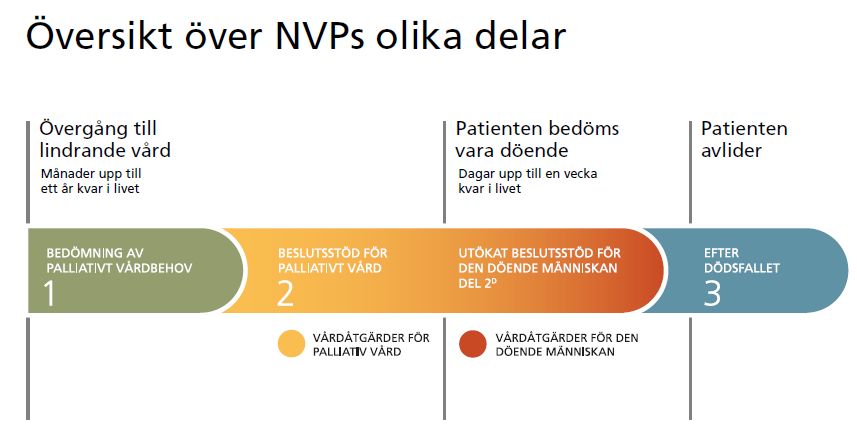 Översikt över NVPs olika delar
Övergång till
lindrande vård
Månader upp till
ett år kvar i livet
Patienten bedöms
vara döende
Dagar upp till en vecka
kvar i livet
Patienten
avlider
BEDÖMNING AV
PALLIATIVT VÅRDBEHOV
1
BESLUTSSTÖD FÖR
PALLIATIVT VÅRD
2
UTÖKAT BESLUTSSTÖD FÖR
DEN DÖENDE MÄNNISKAN
DEL 2ᴰ
EFTER
DÖDSFALLET
3
VÅRDÅTGÄRDER FÖR
PALLIATIV VÅRD
VÅRDÅTGÄRDER FÖR DEN
DÖENDE MÄNNISKAN